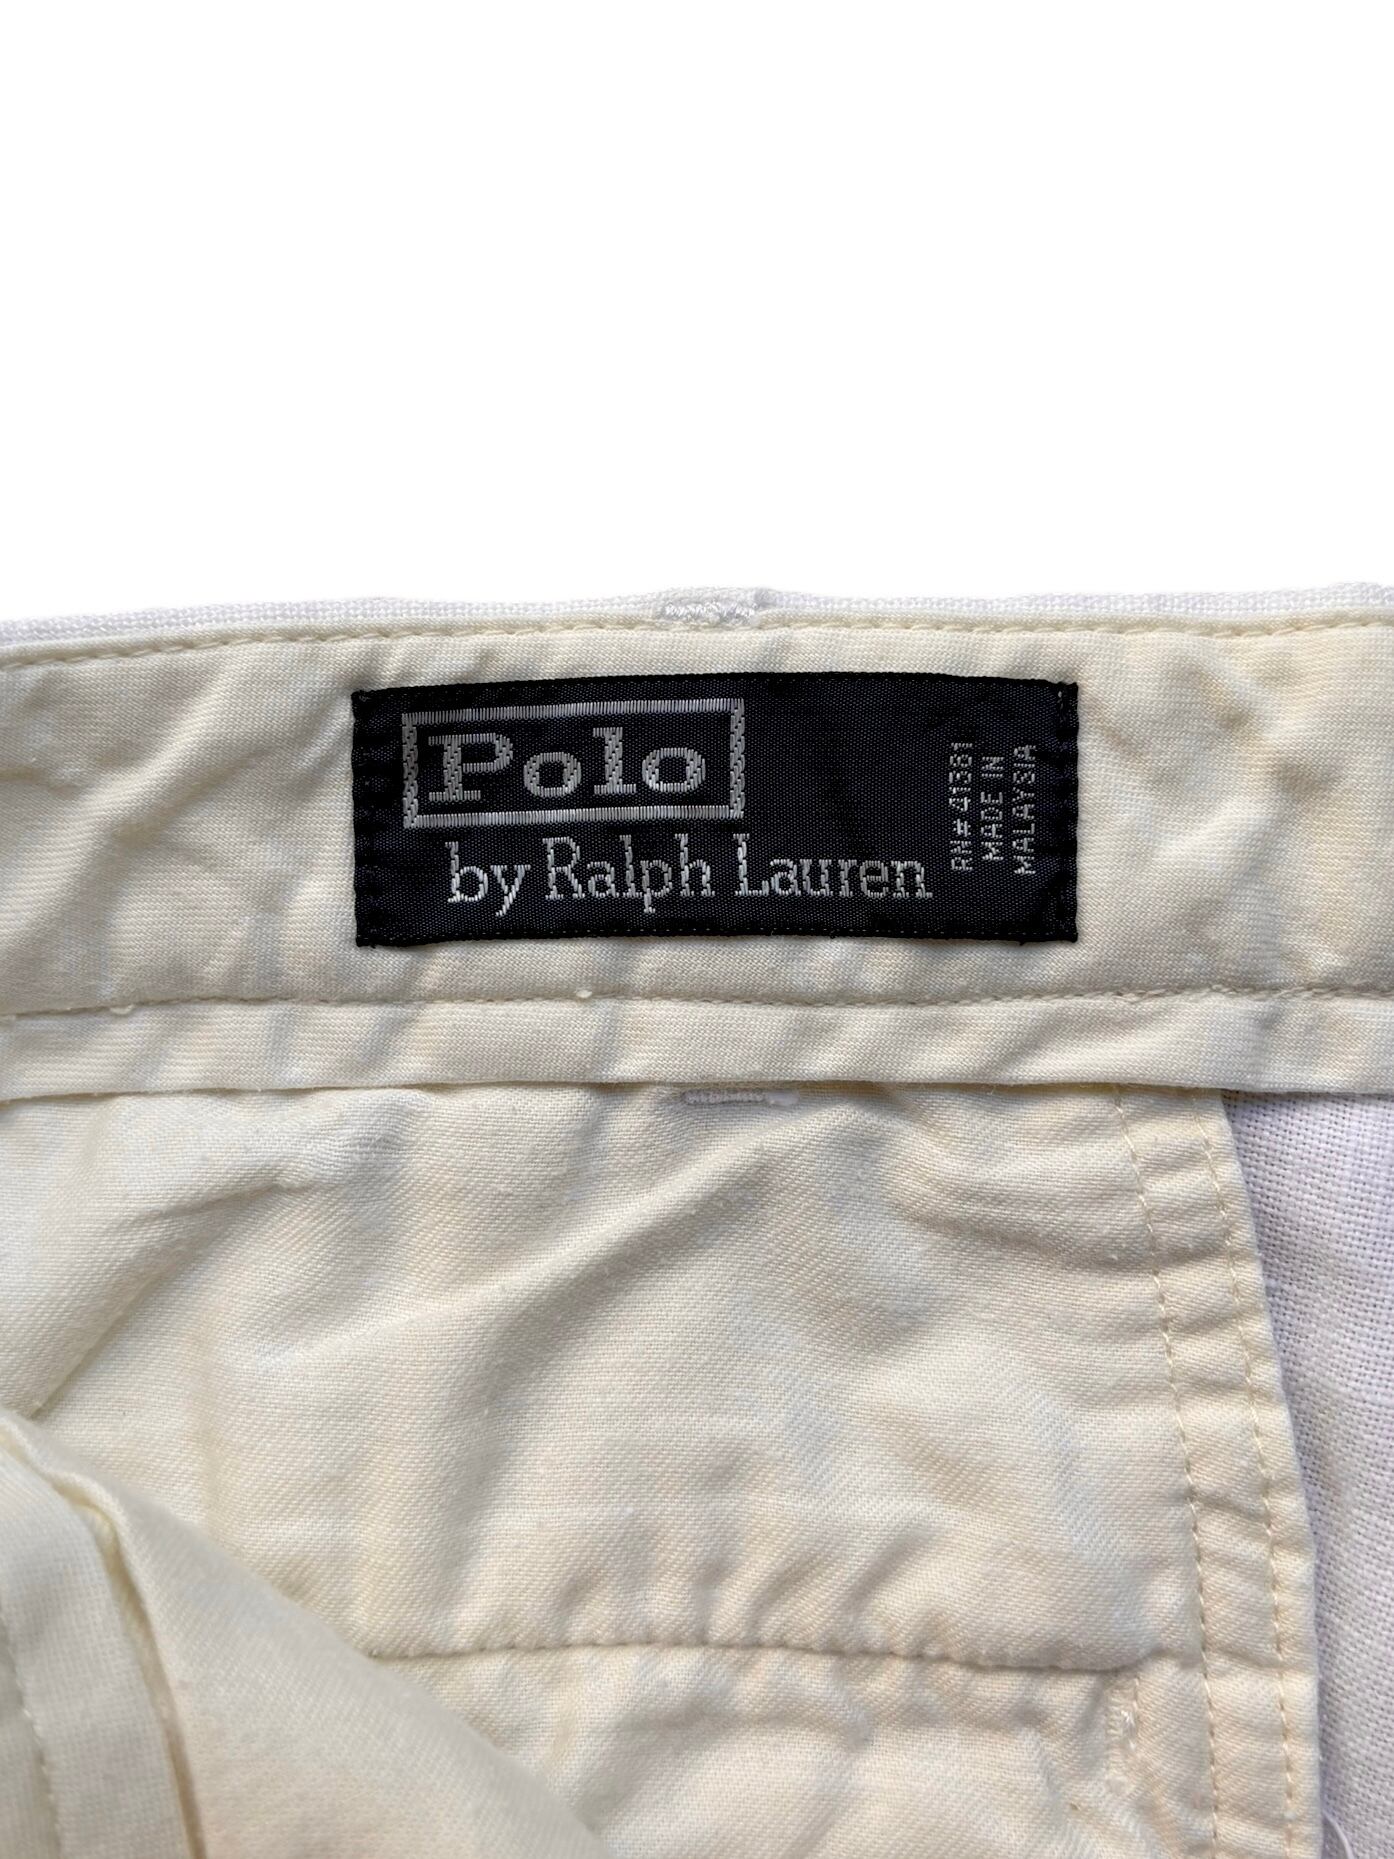 Polo
by Ralph Lauren
RN# 41381
MADE IN
MALAYSIA